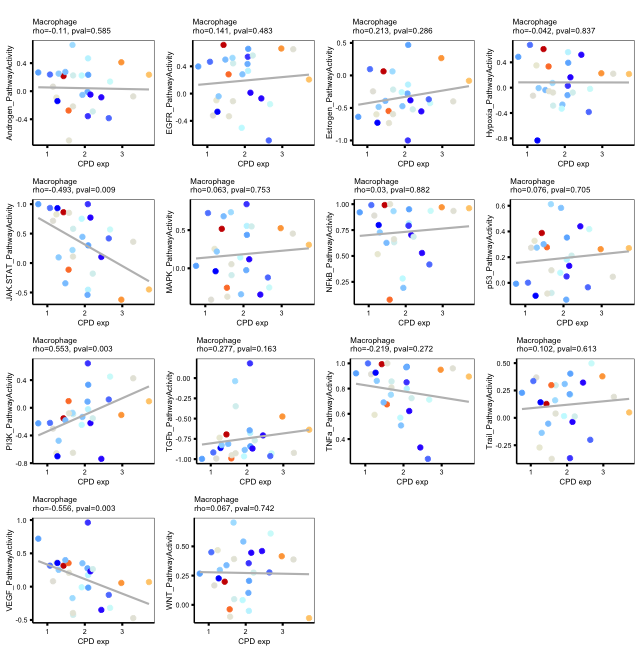 Macrophage
rho=-0.11, pval=0.585
Macrophage
rho=0.141, pval=0.483
Macrophage
rho=0.213, pval=0.286
Macrophage
rho=-0.042, pval=0.837
Androgen_PathwayActivity
0.4
0.0
-0.4
1 2 3
CPD exp
EGFR_PathwayActivity
0.5
0.0
-0.5
1 2 3
CPD exp
Estrogen_PathwayActivity
0.5
0.0
-0.5
-1.0
1 2 3
CPD exp
Hypoxia_PathwayActivity
0.4
0.0
-0.4
-0.8
1 2 3
CPD exp
Macrophage
rho=-0.493, pval=0.009
Macrophage
rho=0.063, pval=0.753
Macrophage
rho=0.03, pval=0.882
Macrophage
rho=0.076, pval=0.705
JAK.STAT_PathwayActivity
1.0
0.5
0.0
-0.5
1 2 3
CPD exp
MAPK_PathwayActivity
0.5
0.0
1 2 3
CPD exp
NFkB_PathwayActivity
1.00
0.75
0.50
0.25
1 2 3
CPD exp
p53_PathwayActivity
0.6
0.4
0.2
0.0
1 2 3
CPD exp
Macrophage
rho=0.553, pval=0.003
Macrophage
rho=0.277, pval=0.163
Macrophage
rho=-0.219, pval=0.272
Macrophage
rho=0.102, pval=0.613
PI3K_PathwayActivity
0.4
0.0
-0.4
-0.8
1 2 3
CPD exp
TGFb_PathwayActivity
0.00
-0.25
-0.50
-0.75
-1.00
1 2 3
CPD exp
TNFa_PathwayActivity
1.0
0.8
0.6
0.4
1 2 3
CPD exp
Trail_PathwayActivity
0.50
0.25
0.00
-0.25
1 2 3
CPD exp
Macrophage
rho=-0.556, pval=0.003
Macrophage
rho=0.067, pval=0.742
VEGF_PathwayActivity
1.0
0.5
0.0
-0.5
1 2 3
CPD exp
WNT_PathwayActivity
0.50
0.25
0.00
1 2 3
CPD exp